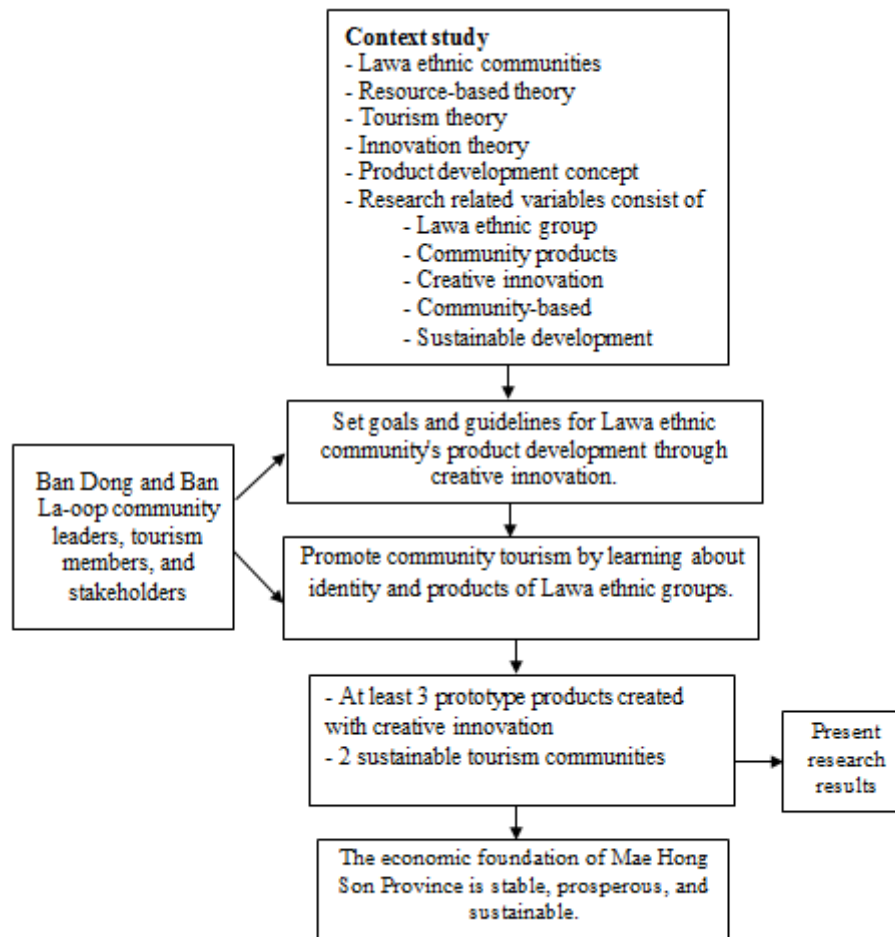 Context study
- Lawa ethnic communities
- Resource-based theory
- Tourism theory
- Innovation theory
- Product development concept
- Research related variables consist of
- Lawa ethnic group
- Community products
- Creative innovation
- Community-based
- Sustainable development
Set goals and guidelines for Lawa ethnic
community's product development through
creative innovation.
Ban Dong and Ban
La-oop community
leaders, tourism
members, and
stakeholders
Promote community tourism by learning about
identity and products of Lawa ethnic groups.
- At least 3 prototype products created
with creative innovation
- 2 sustainable tourism communities
Present
research
results
The economic foundation of Mae Hong
Son Province is stable, prosperous, and
sustainable.